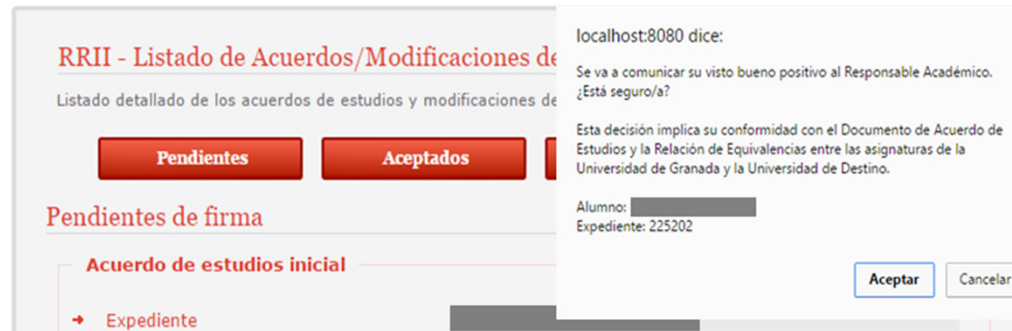 RRII - Listado de Acuerdos/Modificaciones de
Listado detallado de los acuerdos de estudios y modificaciones de
Pendientes
Aceptados
Pendientes de firma
Acuerdo de estudios inicial
Expediente
localhost:8080 dice:
Se va a comunicar su visto bueno positivo al Responsable Académico.
¿Está seguro/a?
Esta decisión implica su conformidad con el Documento de Acuerdo de
Estudios y la Relación de Equivalencias entre las asignaturas de la
Universidad de Granada y la Universidad de Destino.
Alumno:
Expediente: 225202
Aceptar
Cancelar